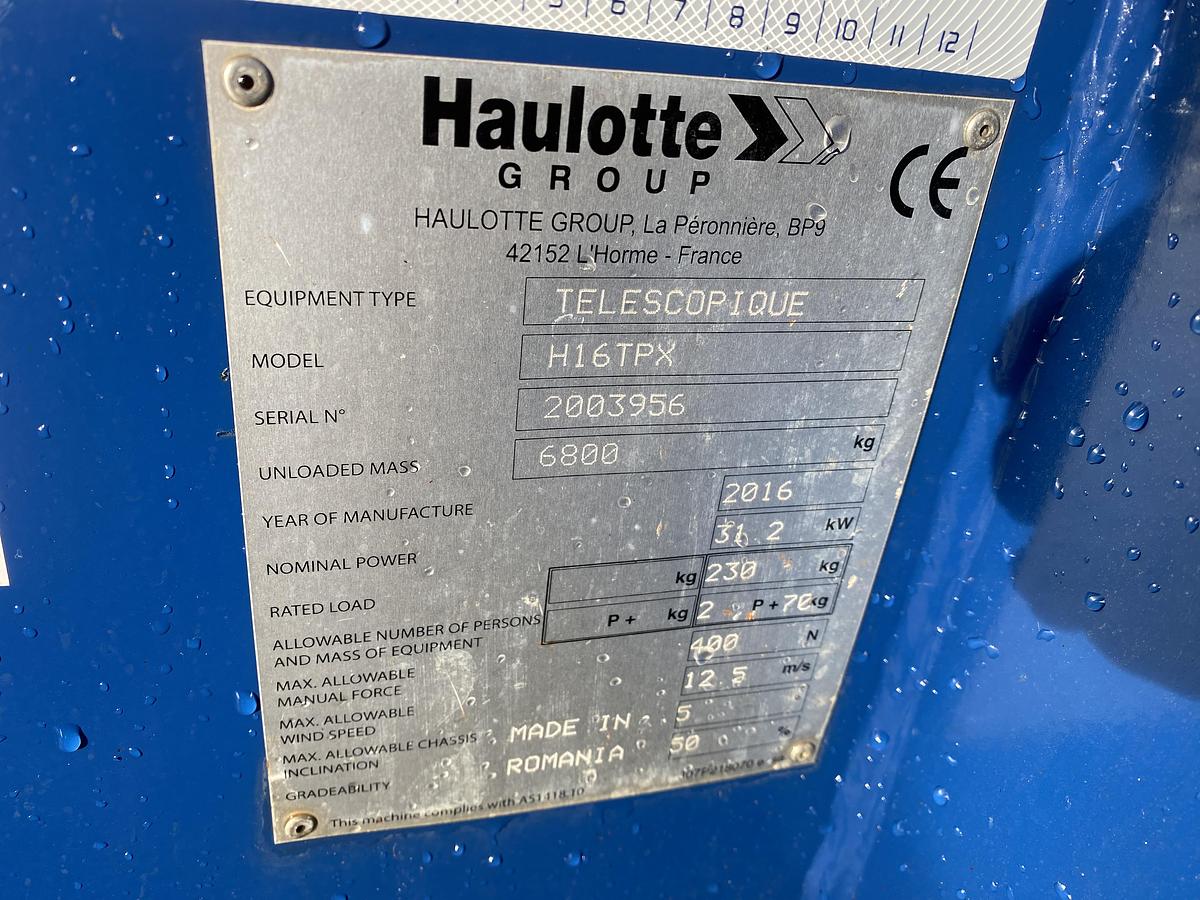 5 6 7 8 9 10 11 12
Haulotte
GROUP
CE
HAULOTTE GROUP, La Péronnière, BP9
42152 L'Horme - France
EQUIPMENT TYPE TELESCOPIQUE
MODEL H16TPX
SERIAL N° 2003956
UNLOADED MASS 6800 kg
YEAR OF MANUFACTURE 2016
NOMINAL POWER 31.2 kW
RATED LOAD kg 230 kg
ALLOWABLE NUMBER OF PERSONS
AND MASS OF EQUIPMENT P + kg 2 P + 70 kg
MAX. ALLOWABLE
MANUAL FORCE 400 N
MAX. ALLOWABLE
WIND SPEED 12.5 m/s
MAX. ALLOWABLE CHASSIS
INCLINATION 5 °
GRADEABILITY 50 %
MADE IN
ROMANIA
This machine complies with AS1418.10